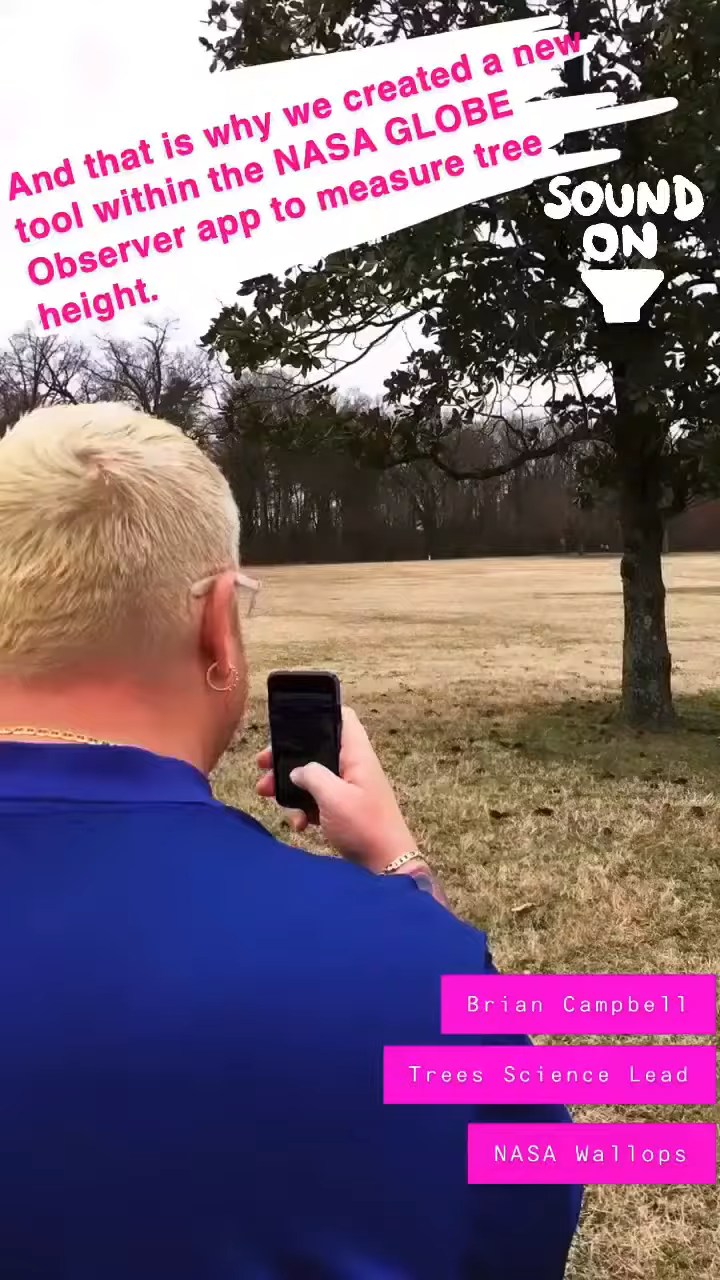 And that is why we created a new
tool within the NASA GLOBE
Observer app to measure tree
height.
SOUND
ON
Brian Campbell
Trees Science Lead
NASA Wallops